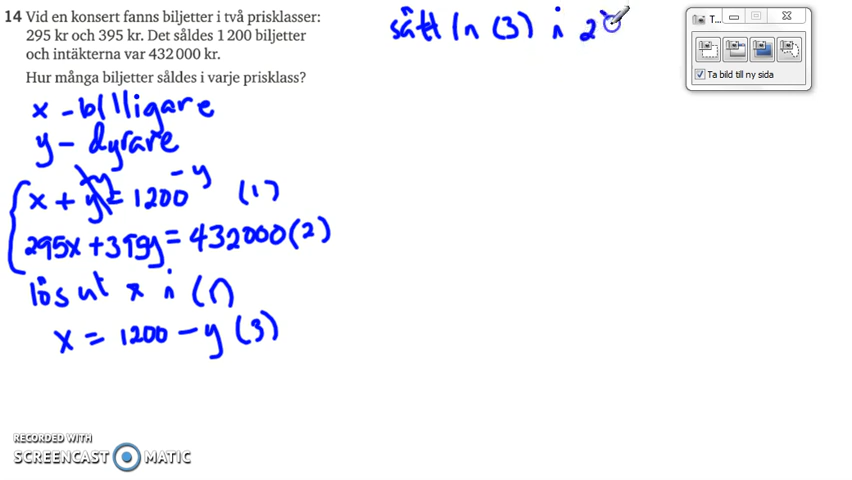 14 Vid en konsert fanns biljetter i två prisklasser:
295 kr och 395 kr. Det såldes 1 200 biljetter
och intäkterna var 432 000 kr.
Hur många biljetter såldes i varje prisklass?
x - billigare
y - dyrare
-y -y
x + y = 1200 (1)
295x + 395y = 432000 (2)
lös ut x i (1)
x = 1200 - y (3)
sätt in (3) i 2
T...
Ta bild till ny sida
RECORDED WITH
SCREENCAST MATIC